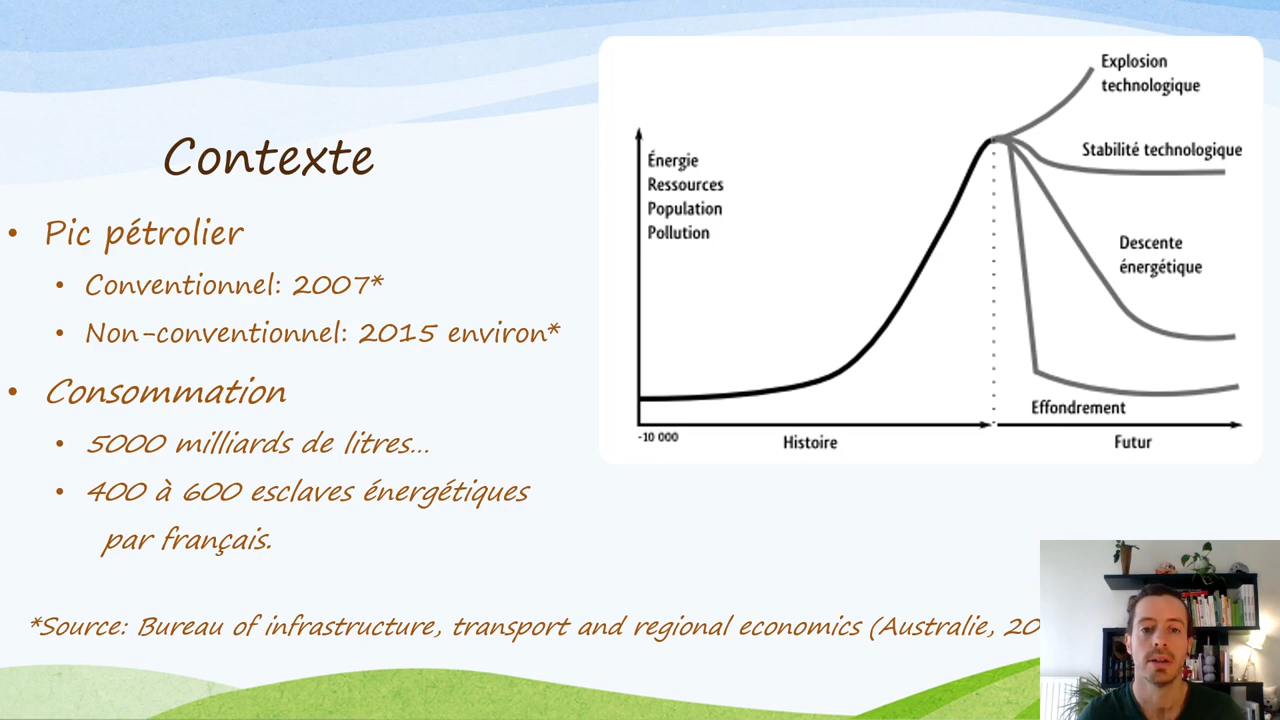 Contexte
• Pic pétrolier
• Conventionnel: 2007*
• Non-conventionnel: 2015 environ*
• Consommation
• 5000 milliards de litres...
• 400 à 600 esclaves énergétiques
par français.
*Source: Bureau of infrastructure, transport and regional economics (Australie, 20
Énergie
Ressources
Population
Pollution
Explosion
technologique
Stabilité technologique
Descente
énergétique
Effondrement
-10 000
Histoire
Futur